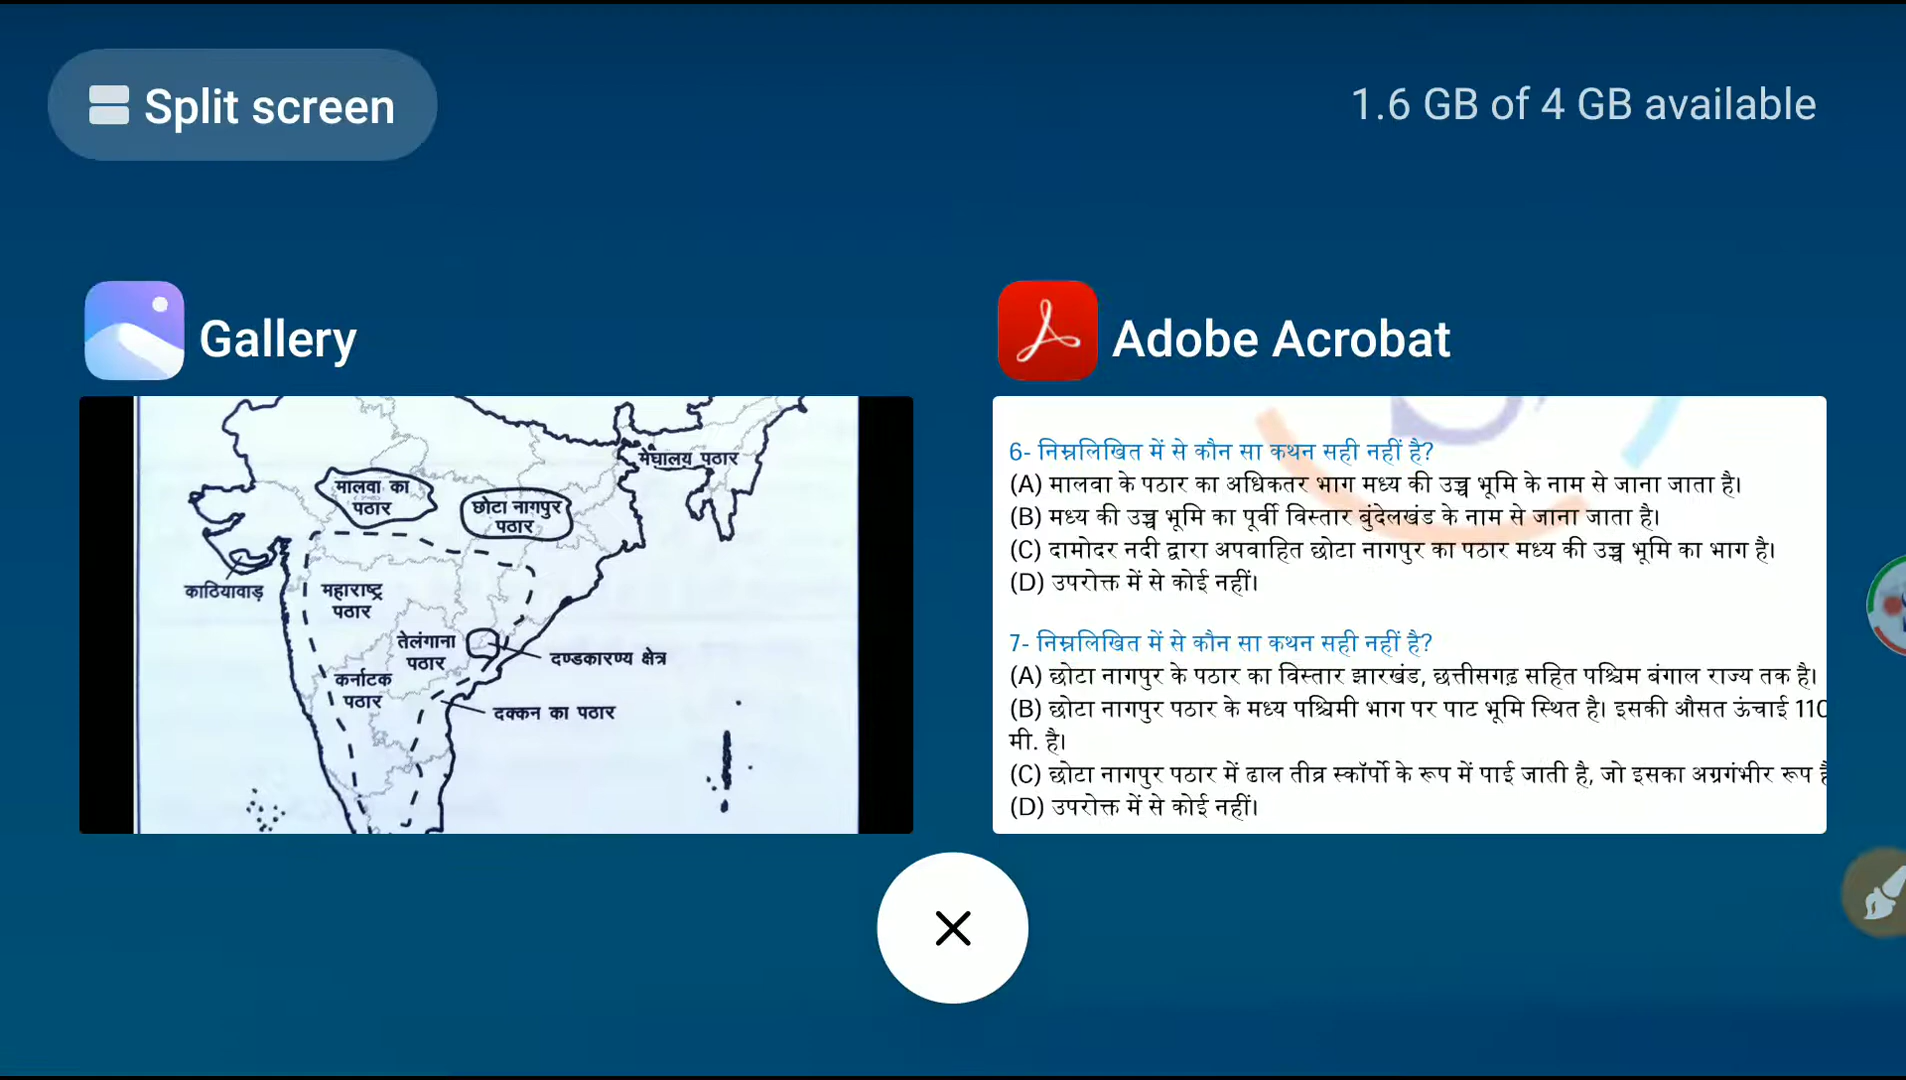 Split screen
1.6 GB of 4 GB available
Gallery
Adobe Acrobat
मेघालय पठार
मालवा का
पठार
छोटा नागपुर
पठार
काठियावाड़
महाराष्ट्र
पठार
तेलंगाना
पठार
दण्डकारण्य क्षेत्र
कर्नाटक
पठार
दक्कन का पठार
6- निम्नलिखित में से कौन सा कथन सही नहीं है?
(A) मालवा के पठार का अधिकतर भाग मध्य की उच्च भूमि के नाम से जाना जाता है।
(B) मध्य की उच्च भूमि का पूर्वी विस्तार बुंदेलखंड के नाम से जाना जाता है।
(C) दामोदर नदी द्वारा अपवाहित छोटा नागपुर का पठार मध्य की उच्च भूमि का भाग है।
(D) उपरोक्त में से कोई नहीं।
7- निम्नलिखित में से कौन सा कथन सही नहीं है?
(A) छोटा नागपुर के पठार का विस्तार झारखंड, छत्तीसगढ़ सहित पश्चिम बंगाल राज्य तक है।
(B) छोटा नागपुर पठार के मध्य पश्चिमी भाग पर पाट भूमि स्थित है। इसकी औसत ऊंचाई 110
मी. है।
(C) छोटा नागपुर पठार में ढाल तीव्र स्कॉर्पो के रूप में पाई जाती है, जो इसका अग्रगंभीर रूप है
(D) उपरोक्त में से कोई नहीं।